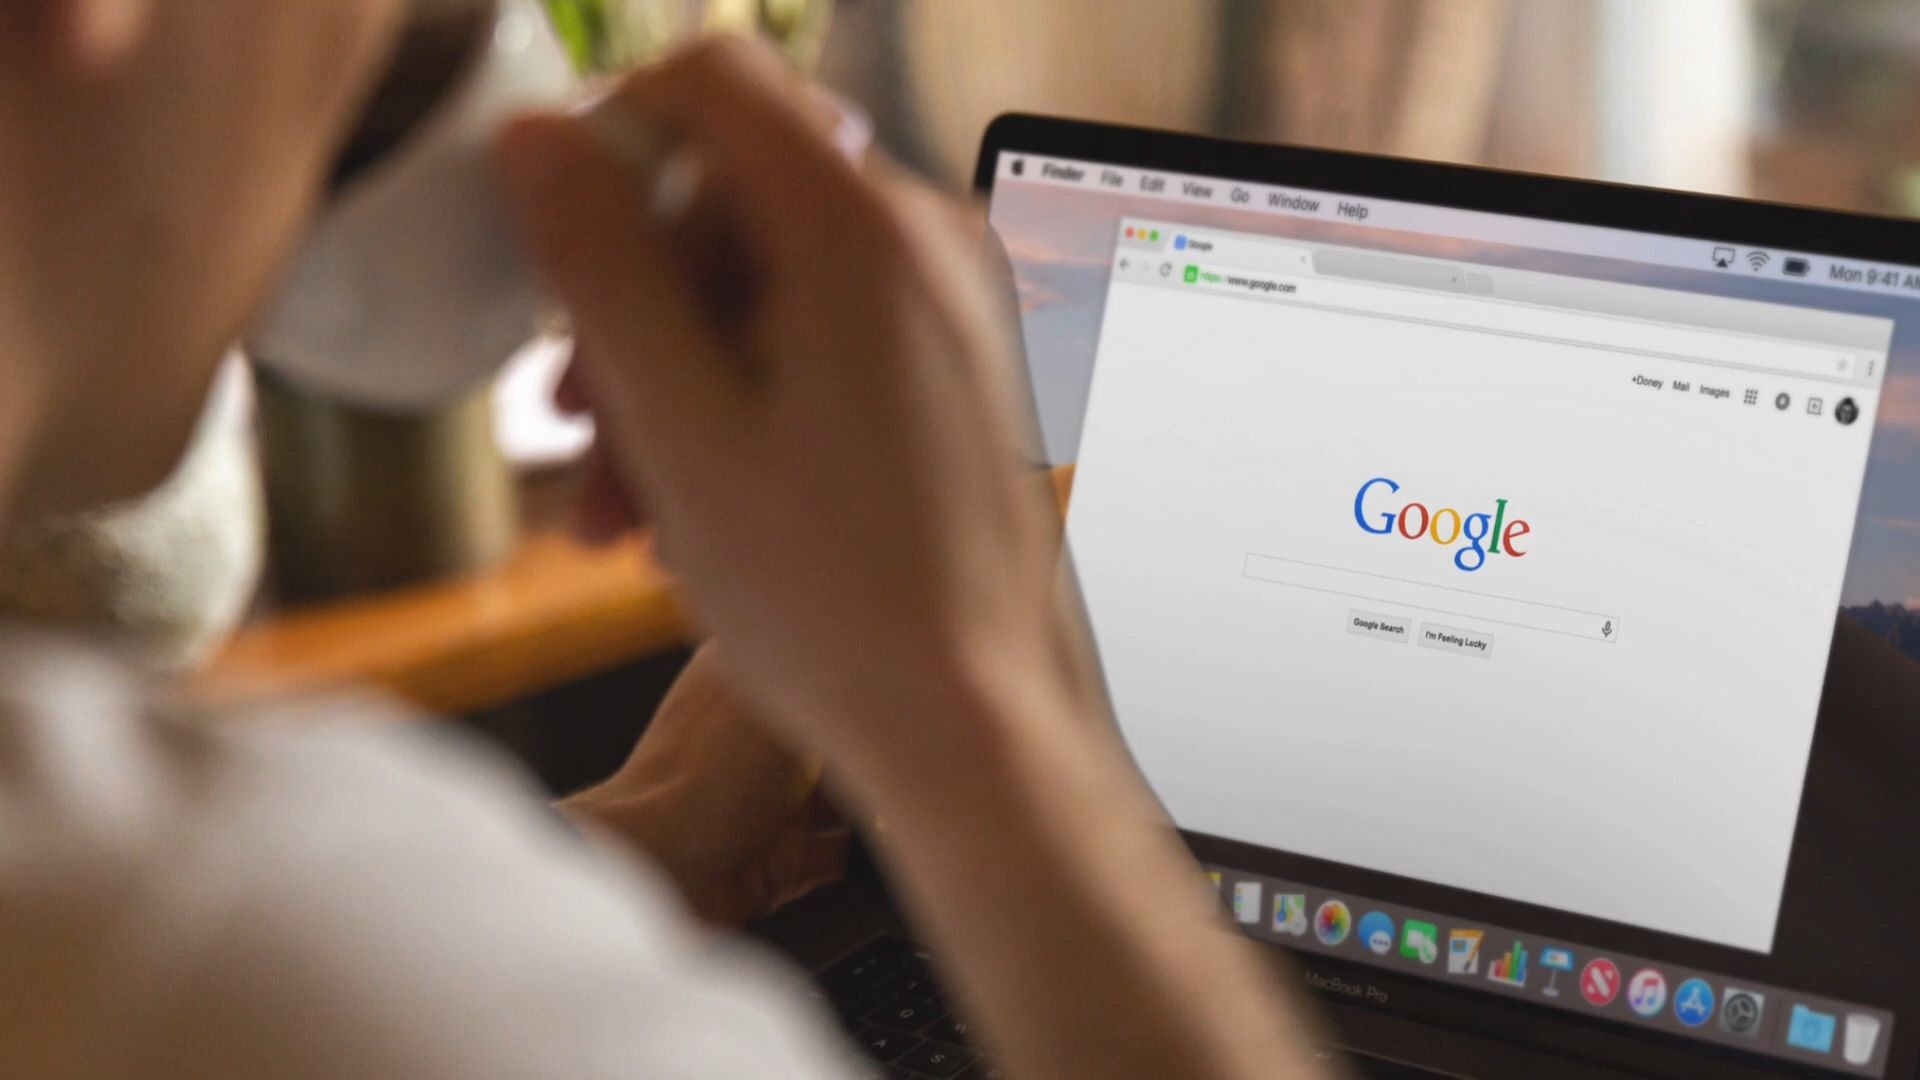 Finder File Edit View Go Window Help
Mon 9:41 AM
Google
https://www.google.com
+Doney Mail Images
Google
Google Search I'm Feeling Lucky
MacBook Pro
Q W
A S